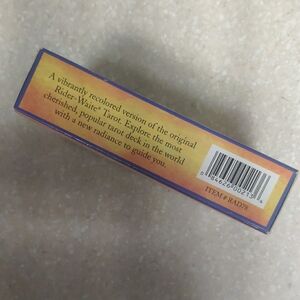 A vibrantly recolored version of the original
Rider-Waite® Tarot. Explore the most
cherished, popular tarot deck in the world
with a new radiance to guide you.
ITEM # RAD78